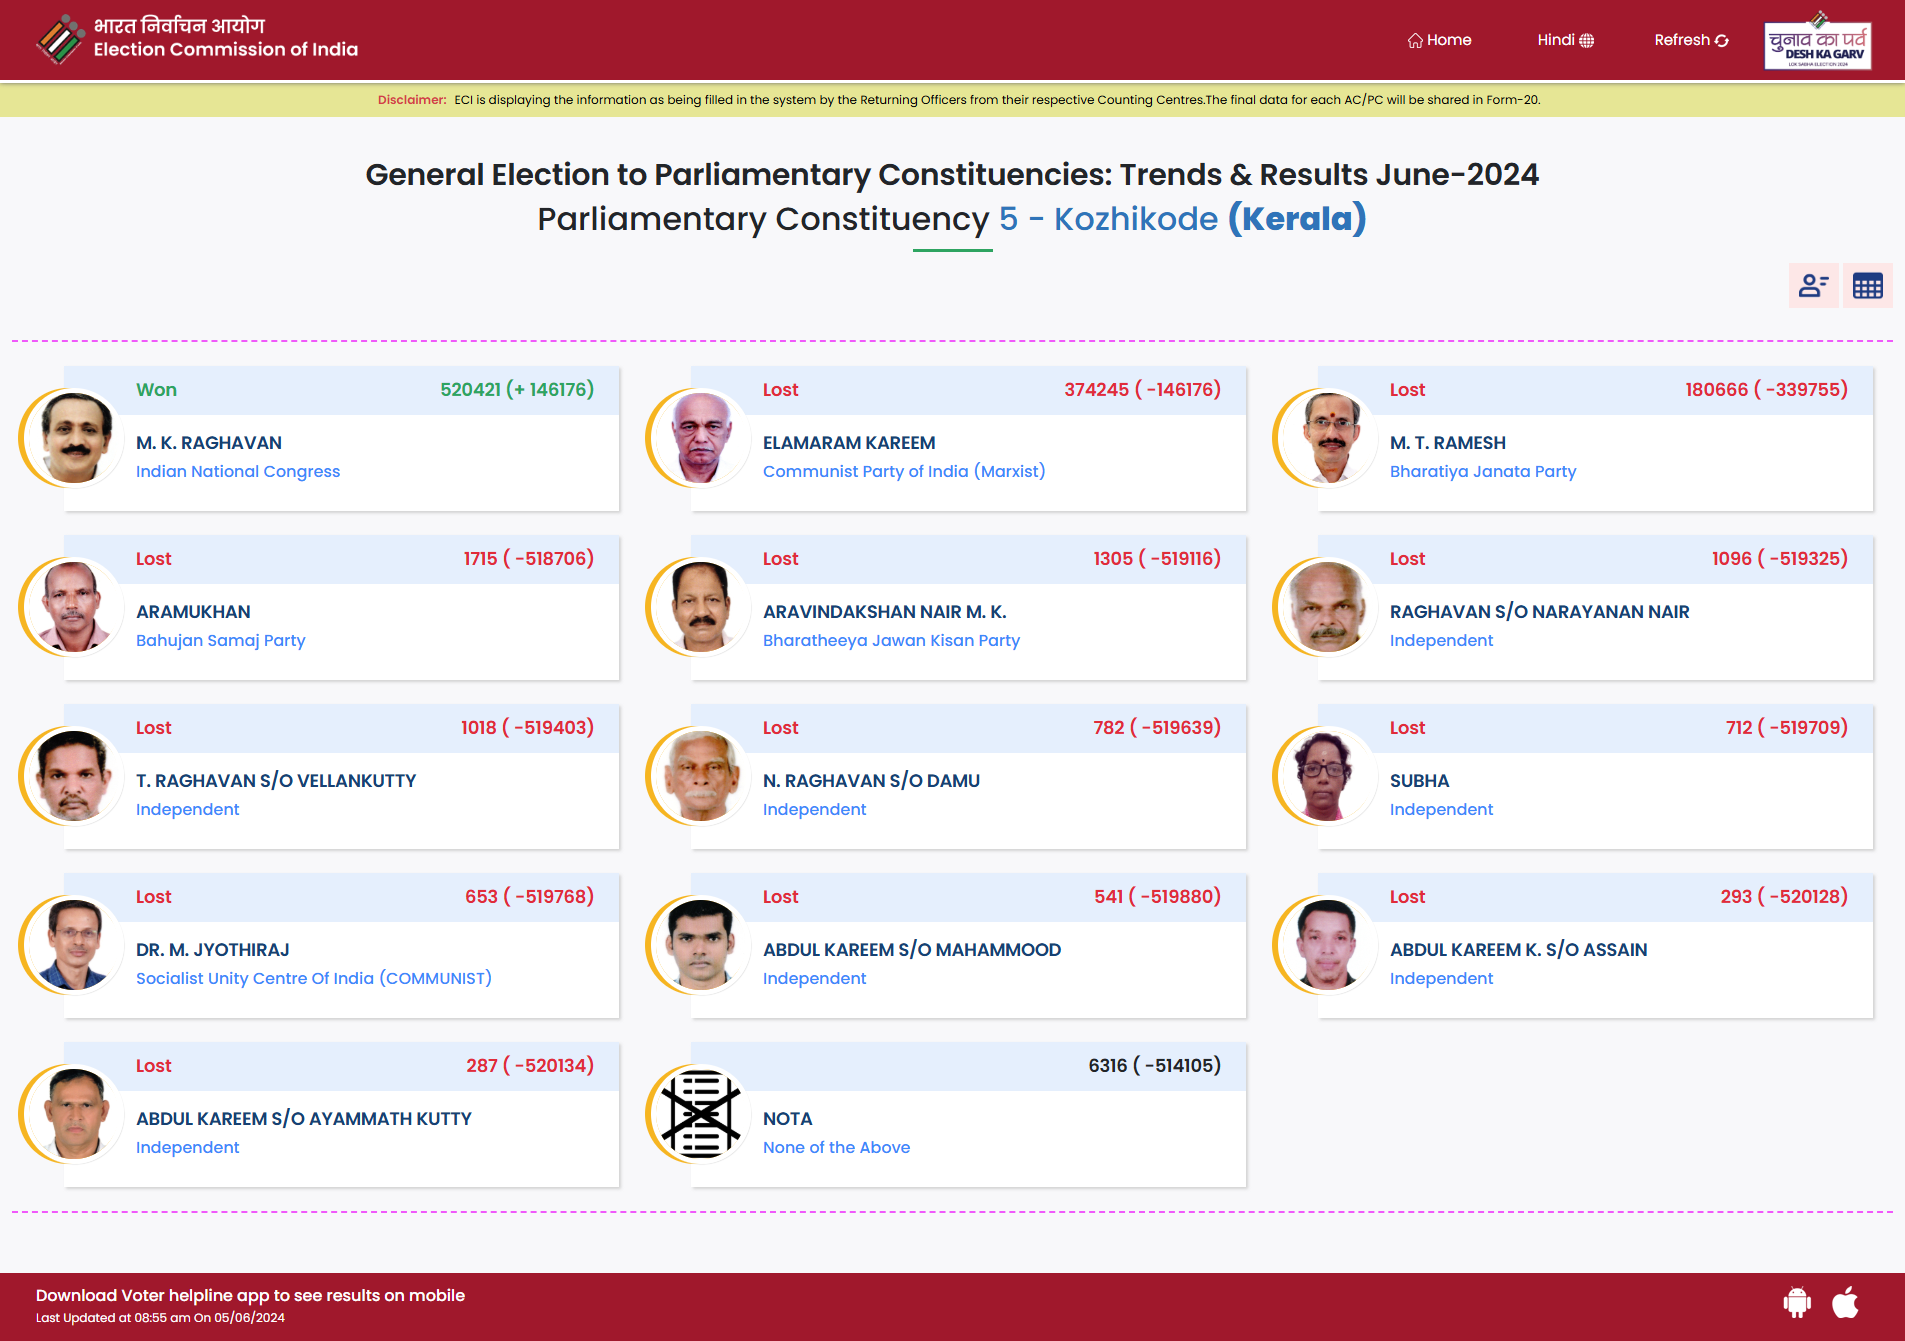 भारत निर्वाचन आयोग
Election Commission of India
Home
Hindi
Refresh
चुनाव का पर्व
DESH KA GARV
LOK SABHA ELECTION 2024
Disclaimer: ECI is displaying the information as being filled in the system by the Returning Officers from their respective Counting Centres.The final data for each AC/PC will be shared in Form-20.
General Election to Parliamentary Constituencies: Trends & Results June-2024
Parliamentary Constituency 5 - Kozhikode (Kerala)
Won 520421 (+ 146176)
M. K. RAGHAVAN
Indian National Congress
Lost 374245 ( -146176)
ELAMARAM KAREEM
Communist Party of India (Marxist)
Lost 180666 ( -339755)
M. T. RAMESH
Bharatiya Janata Party
Lost 1715 ( -518706)
ARAMUKHAN
Bahujan Samaj Party
Lost 1305 ( -519116)
ARAVINDAKSHAN NAIR M. K.
Bharatheeya Jawan Kisan Party
Lost 1096 ( -519325)
RAGHAVAN S/O NARAYANAN NAIR
Independent
Lost 1018 ( -519403)
T. RAGHAVAN S/O VELLANKUTTY
Independent
Lost 782 ( -519639)
N. RAGHAVAN S/O DAMU
Independent
Lost 712 ( -519709)
SUBHA
Independent
Lost 653 ( -519768)
DR. M. JYOTHIRAJ
Socialist Unity Centre Of India (COMMUNIST)
Lost 541 ( -519880)
ABDUL KAREEM S/O MAHAMMOOD
Independent
Lost 293 ( -520128)
ABDUL KAREEM K. S/O ASSAIN
Independent
Lost 287 ( -520134)
ABDUL KAREEM S/O AYAMMATH KUTTY
Independent
6316 ( -514105)
NOTA
None of the Above
Download Voter helpline app to see results on mobile
Last Updated at 08:55 am On 05/06/2024